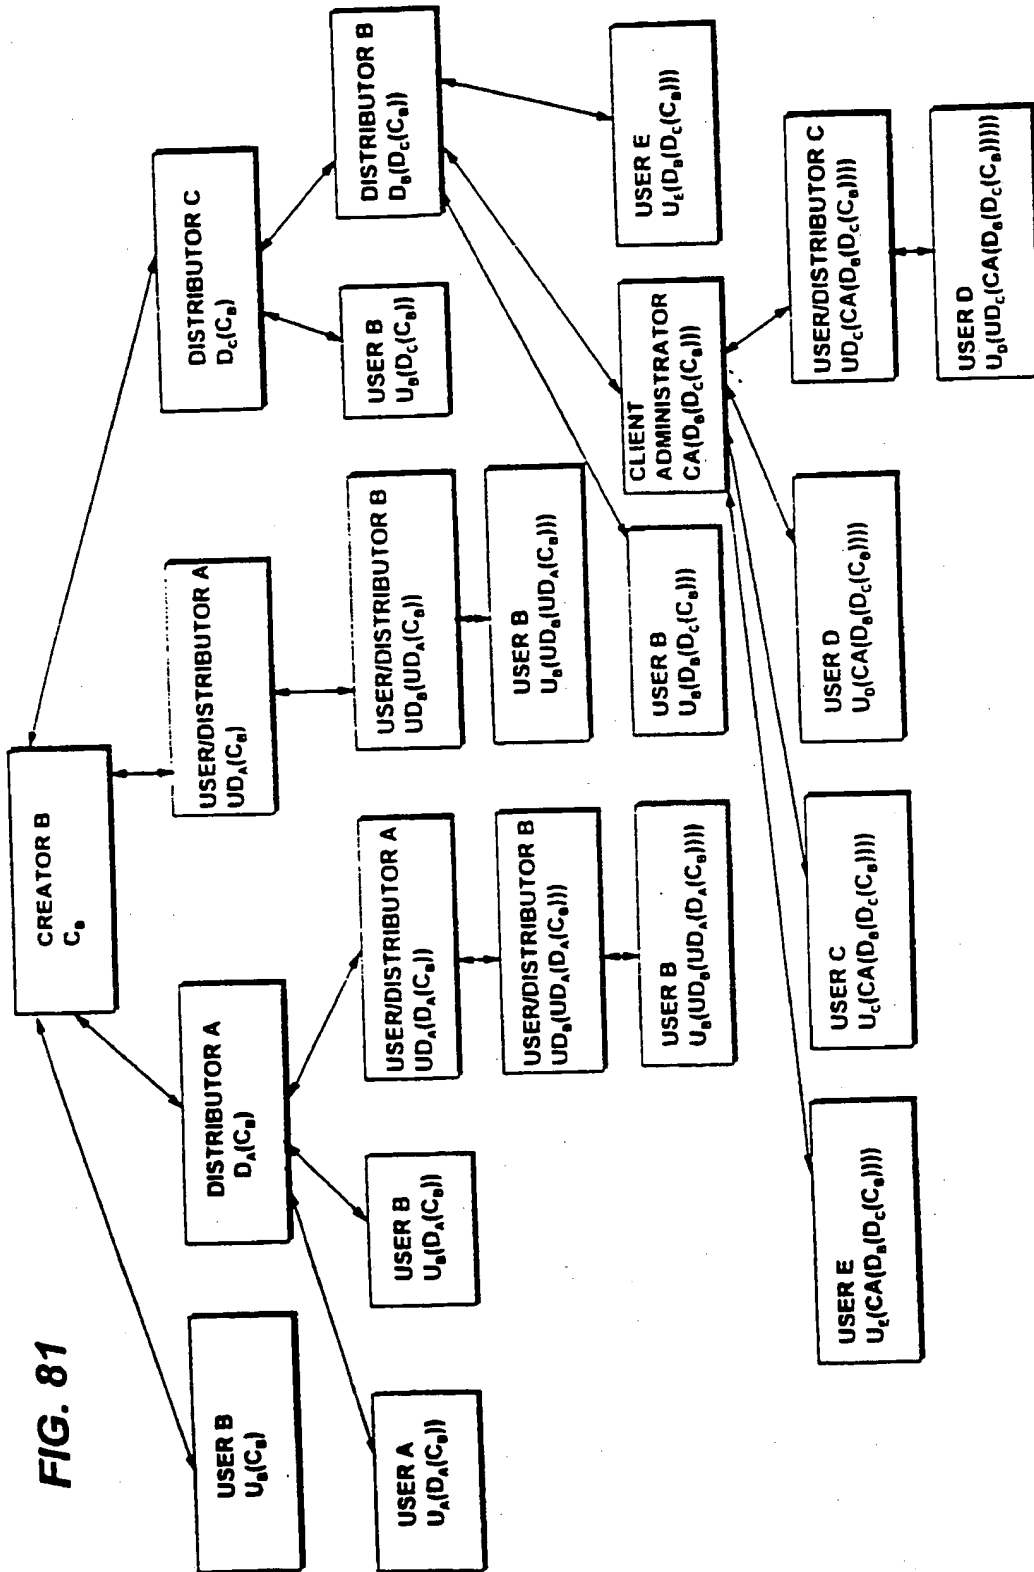 FIG. 81
CREATOR B
C_B
USER B
U_B(C_B)
DISTRIBUTOR A
D_A(C_B)
USER/DISTRIBUTOR A
UD_A(C_B)
DISTRIBUTOR C
D_C(C_B)
USER A
U_A(D_A(C_B))
USER B
U_B(D_A(C_B))
USER/DISTRIBUTOR A
UD_A(D_A(C_B))
USER/DISTRIBUTOR B
UD_B(UD_A(C_B))
USER B
U_B(D_C(C_B))
DISTRIBUTOR B
D_B(D_C(C_B))
USER/DISTRIBUTOR B
UD_B(UD_A(D_A(C_B)))
USER B
U_B(UD_B(UD_A(C_B)))
USER B
U_B(UD_B(UD_A(D_A(C_B))))
USER B
U_B(D_B(D_C(C_B)))
CLIENT
ADMINISTRATOR
CA(D_B(D_C(C_B)))
USER E
U_E(D_B(D_C(C_B)))
USER E
U_E(CA(D_B(D_C(C_B))))
USER C
U_C(CA(D_B(D_C(C_B))))
USER D
U_D(CA(D_B(D_C(C_B))))
USER/DISTRIBUTOR C
UD_C(CA(D_B(D_C(C_B))))
USER D
U_D(UD_C(CA(D_B(D_C(C_B)))))